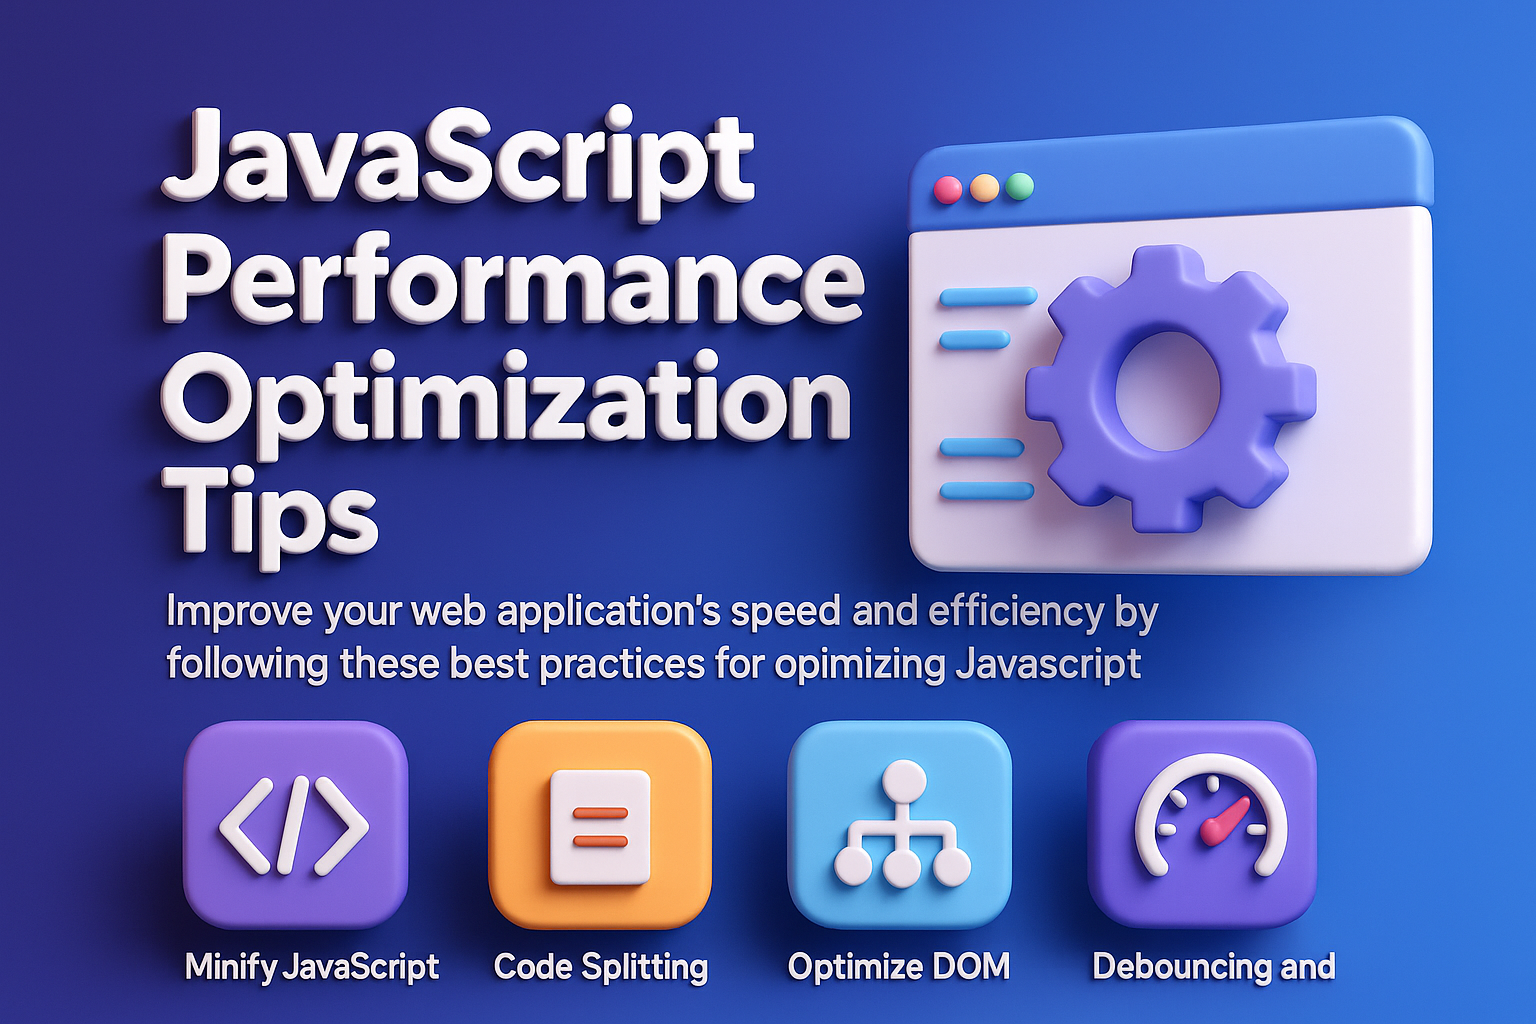 JavaScript
Performance
Optimization
Tips
Improve your web application's speed and efficiency by
following these best practices for opimizing Javascript
Minify JavaScript
Code Splitting
Optimize DOM
Debouncing and